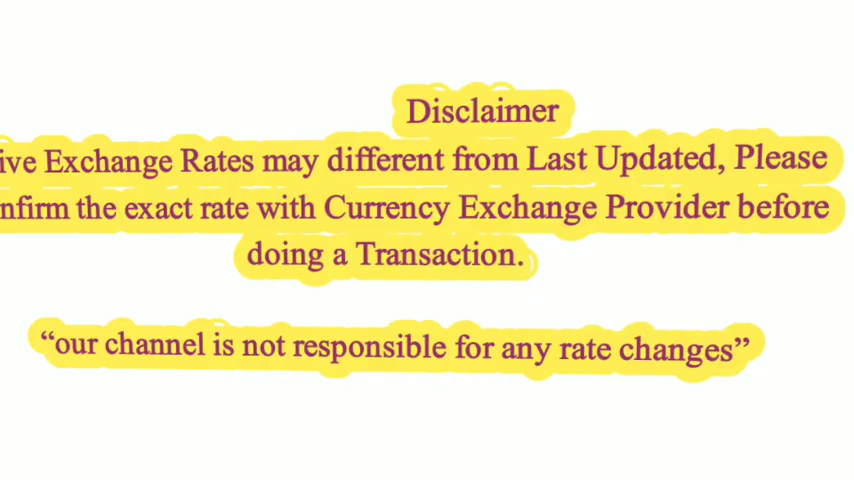 Disclaimer
ive Exchange Rates may different from Last Updated, Please
nfirm the exact rate with Currency Exchange Provider before
doing a Transaction.
“our channel is not responsible for any rate changes”